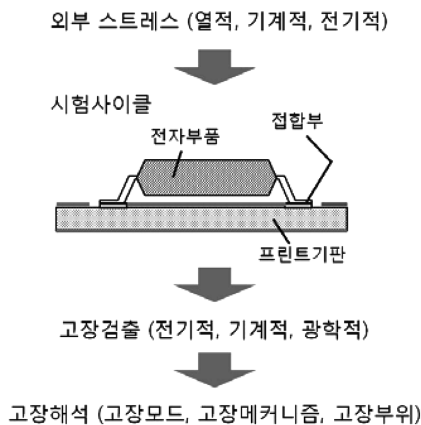 외부 스트레스 (열적, 기계적, 전기적)
시험사이클
전자부품
접합부
프린트기판
고장검출 (전기적, 기계적, 광학적)
고장해석 (고장모드, 고장메커니즘, 고장부위)